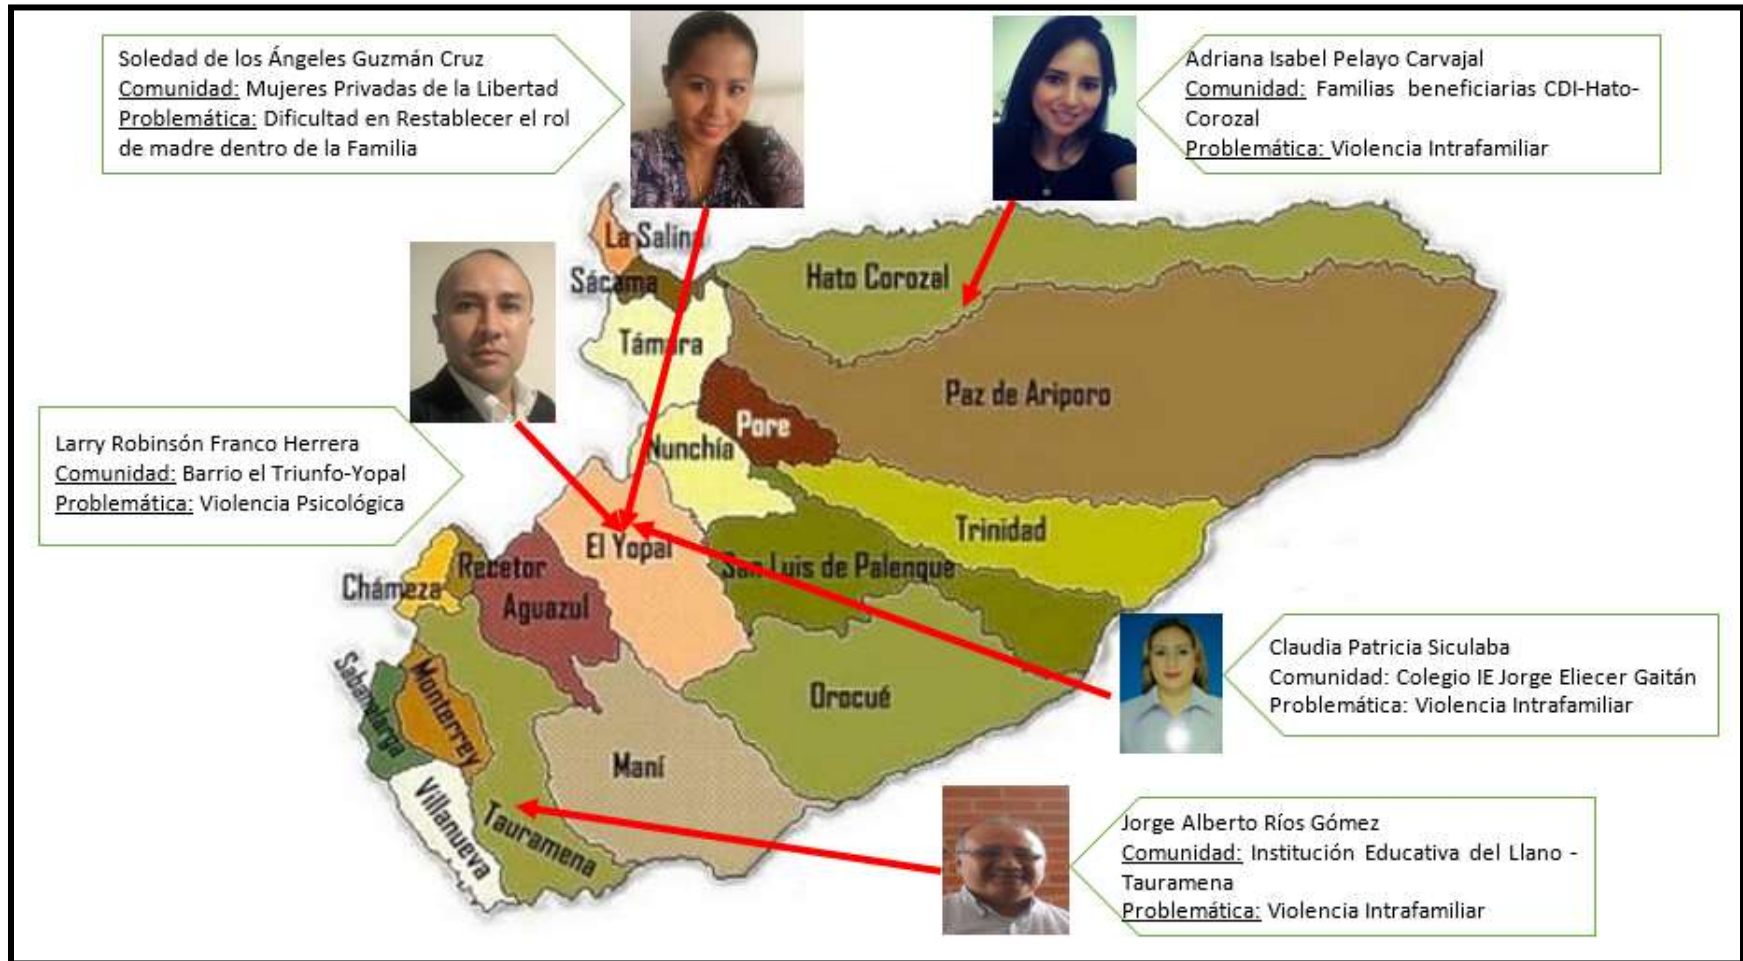 Soledad de los Ángeles Guzmán Cruz
Comunidad: Mujeres Privadas de la Libertad
Problemática: Dificultad en Restablecer el rol
de madre dentro de la Familia
Adriana Isabel Pelayo Carvajal
Comunidad: Familias beneficiarias CDI-Hato-
Corozal
Problemática: Violencia Intrafamiliar
La Salina
Sácama
Hato Corozal
Támara
Paz de Ariporo
Pore
Nunchía
Larry Robinsón Franco Herrera
Comunidad: Barrio el Triunfo-Yopal
Problemática: Violencia Psicológica
Trinidad
El Yopal
San Luis de Palenque
Recetor
Chámeza
Aguazul
Claudia Patricia Siculaba
Comunidad: Colegio IE Jorge Eliecer Gaitán
Problemática: Violencia Intrafamiliar
Sabanalarga
Monterrey
Orocué
Maní
Villanueva
Tauramena
Jorge Alberto Ríos Gómez
Comunidad: Institución Educativa del Llano -
Tauramena
Problemática: Violencia Intrafamiliar